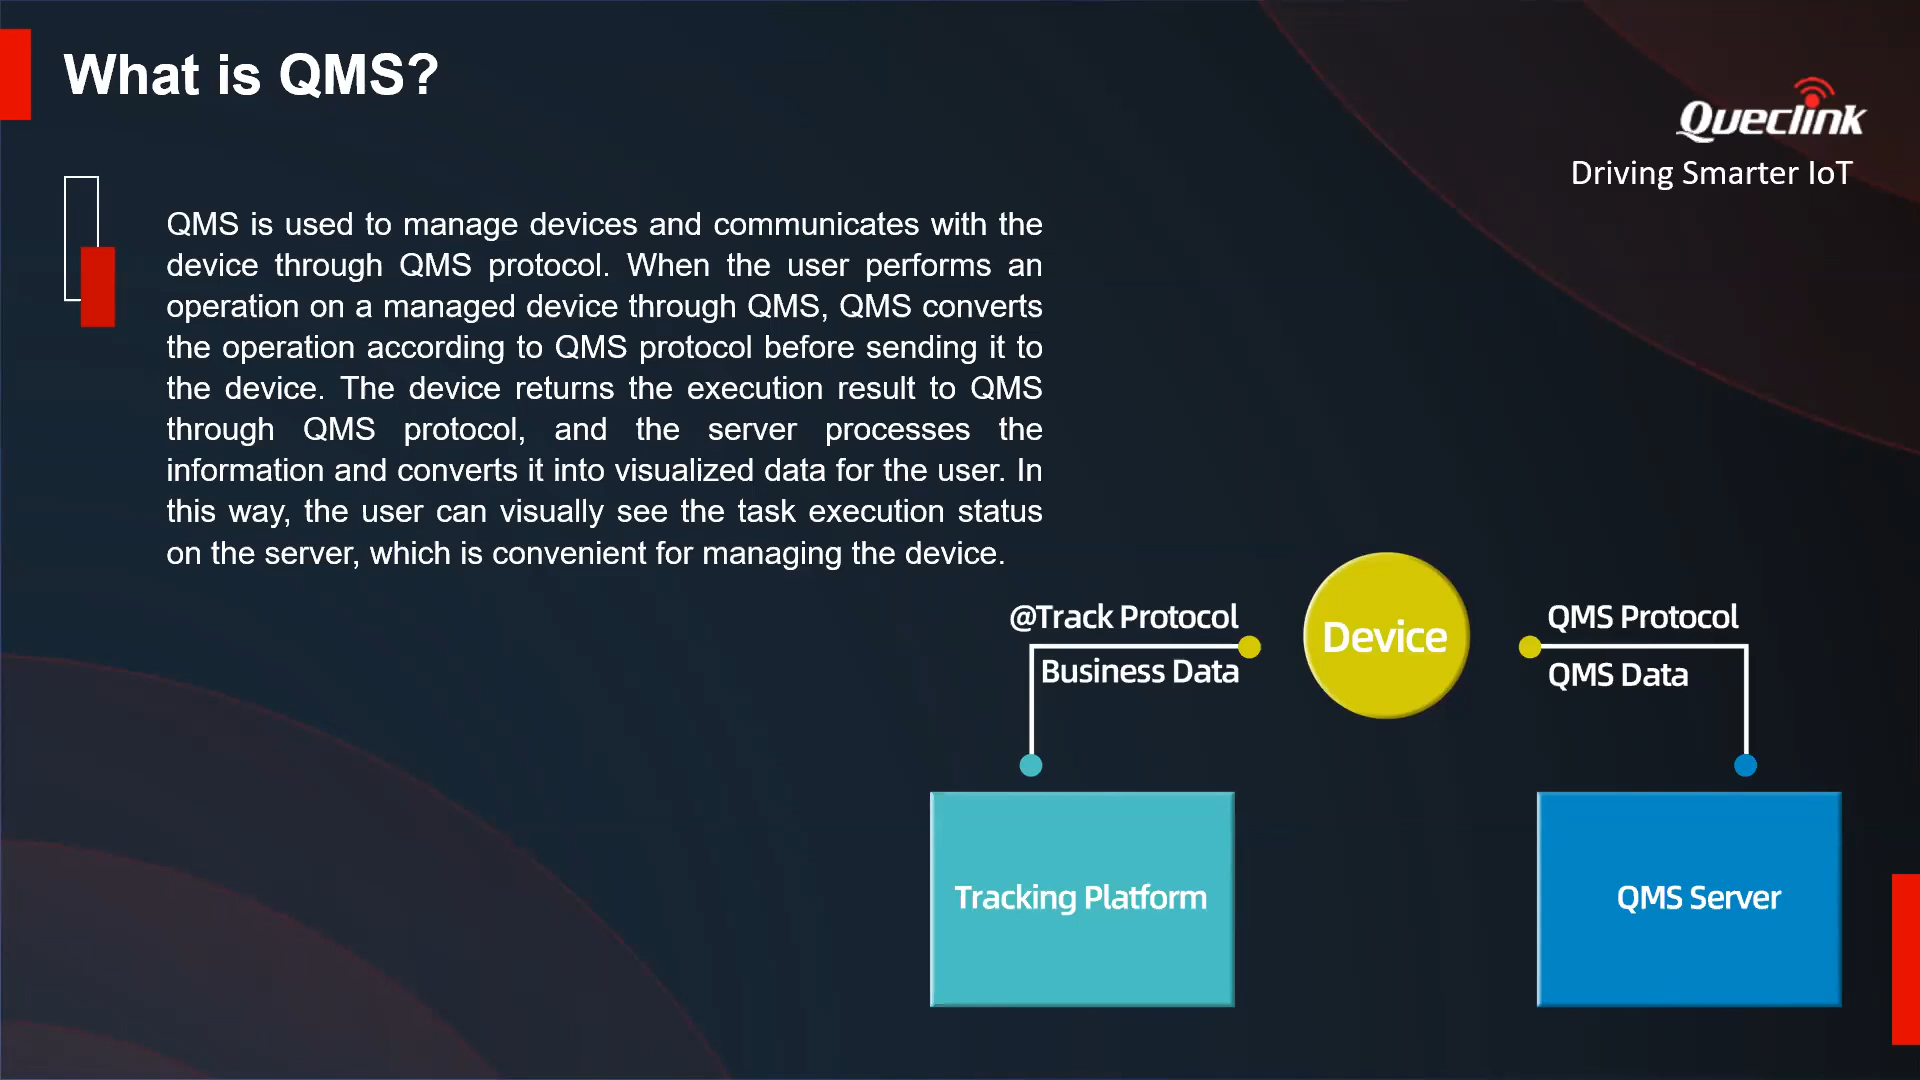 What is QMS?
Queclink
Driving Smarter IoT
QMS is used to manage devices and communicates with the
device through QMS protocol. When the user performs an
operation on a managed device through QMS, QMS converts
the operation according to QMS protocol before sending it to
the device. The device returns the execution result to QMS
through QMS protocol, and the server processes the
information and converts it into visualized data for the user. In
this way, the user can visually see the task execution status
on the server, which is convenient for managing the device.
@Track Protocol
Business Data
Device
QMS Protocol
QMS Data
Tracking Platform
QMS Server